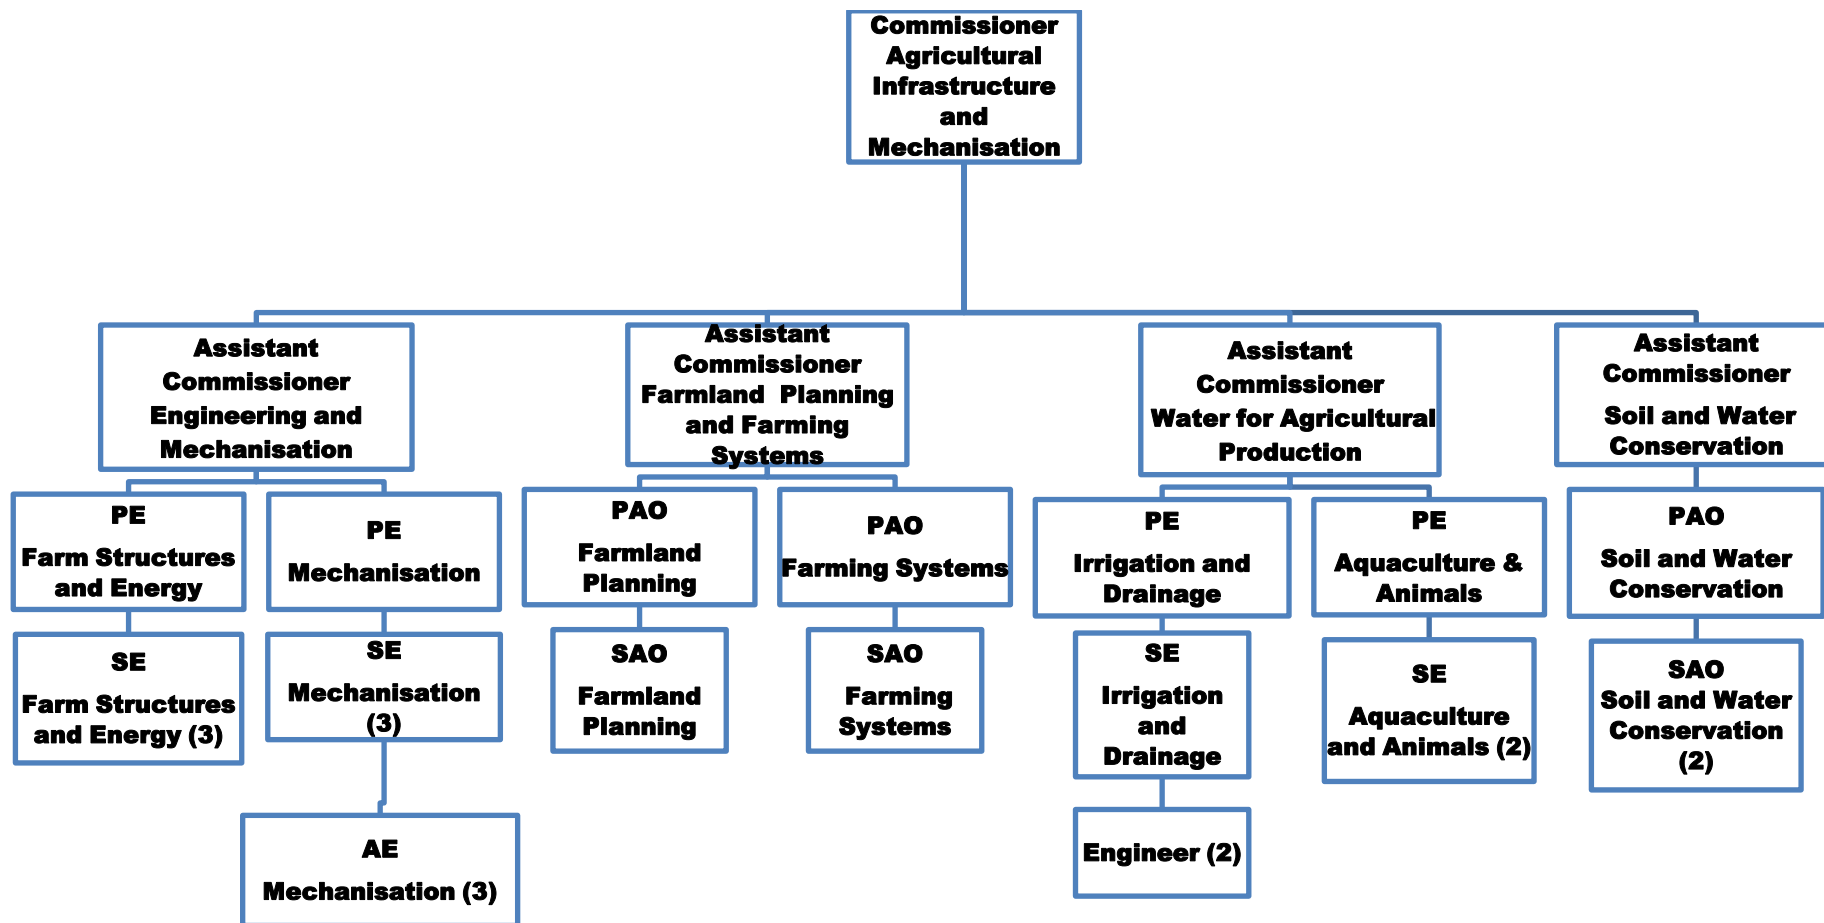 Commissioner
Agricultural
Infrastructure
and
Mechanisation
Assistant
Commissioner
Engineering and
Mechanisation
Assistant
Commissioner
Farmland Planning
and Farming
Systems
Assistant
Commissioner
Water for Agricultural
Production
Assistant
Commissioner
Soil and Water
Conservation
PE
Farm Structures
and Energy
PE
Mechanisation
PAO
Farmland
Planning
PAO
Farming Systems
PE
Irrigation and
Drainage
PE
Aquaculture &
Animals
PAO
Soil and Water
Conservation
SE
Farm Structures
and Energy (3)
SE
Mechanisation
(3)
SAO
Farmland
Planning
SAO
Farming
Systems
SE
Irrigation
and
Drainage
SE
Aquaculture
and Animals (2)
SAO
Soil and Water
Conservation
(2)
AE
Mechanisation (3)
Engineer (2)